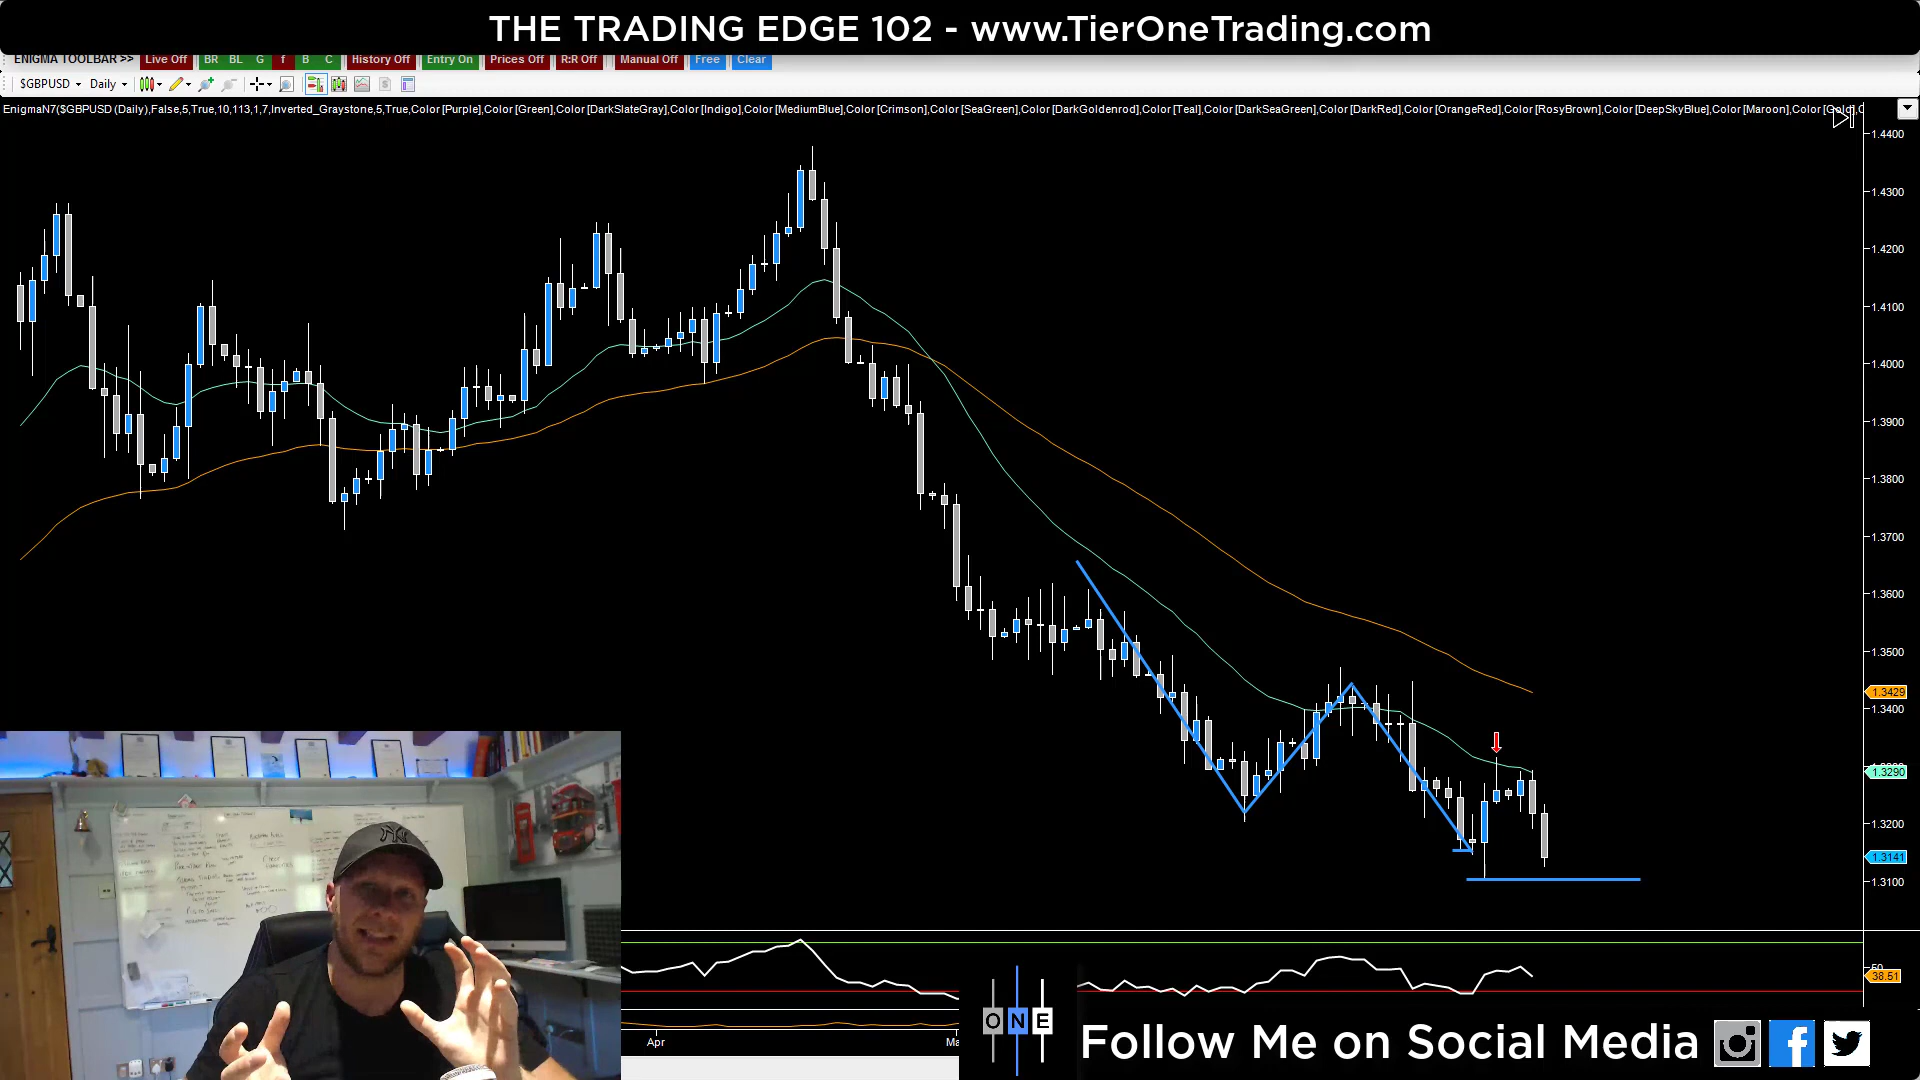 THE TRADING EDGE 102 - www.TierOneTrading.com
ENIGMA TOOLBAR >> Live Off BR BL G f B C History Off Entry On Prices Off R:R Off Manual Off Free Clear
$GBPUSD Daily
EnigmaN7($GBPUSD (Daily),False,5,True,10,113,1,7,Inverted_Graystone,5,True,Color [Purple],Color [Green],Color [DarkSlateGray],Color [Indigo],Color [MediumBlue],Color [Crimson],Color [SeaGreen],Color [DarkGoldenrod],Color [Teal],Color [DarkSeaGreen],Color [DarkRed],Color [OrangeRed],Color [RosyBrown],Color [DeepSkyBlue],Color [Maroon],Color [Gold],C
1.4400
1.4300
1.4200
1.4100
1.4000
1.3900
1.3800
1.3700
1.3600
1.3500
1.3429
1.3400
1.3290
1.3200
1.3141
1.3100
50
38.51
Apr
Ma
ONE
Follow Me on Social Media